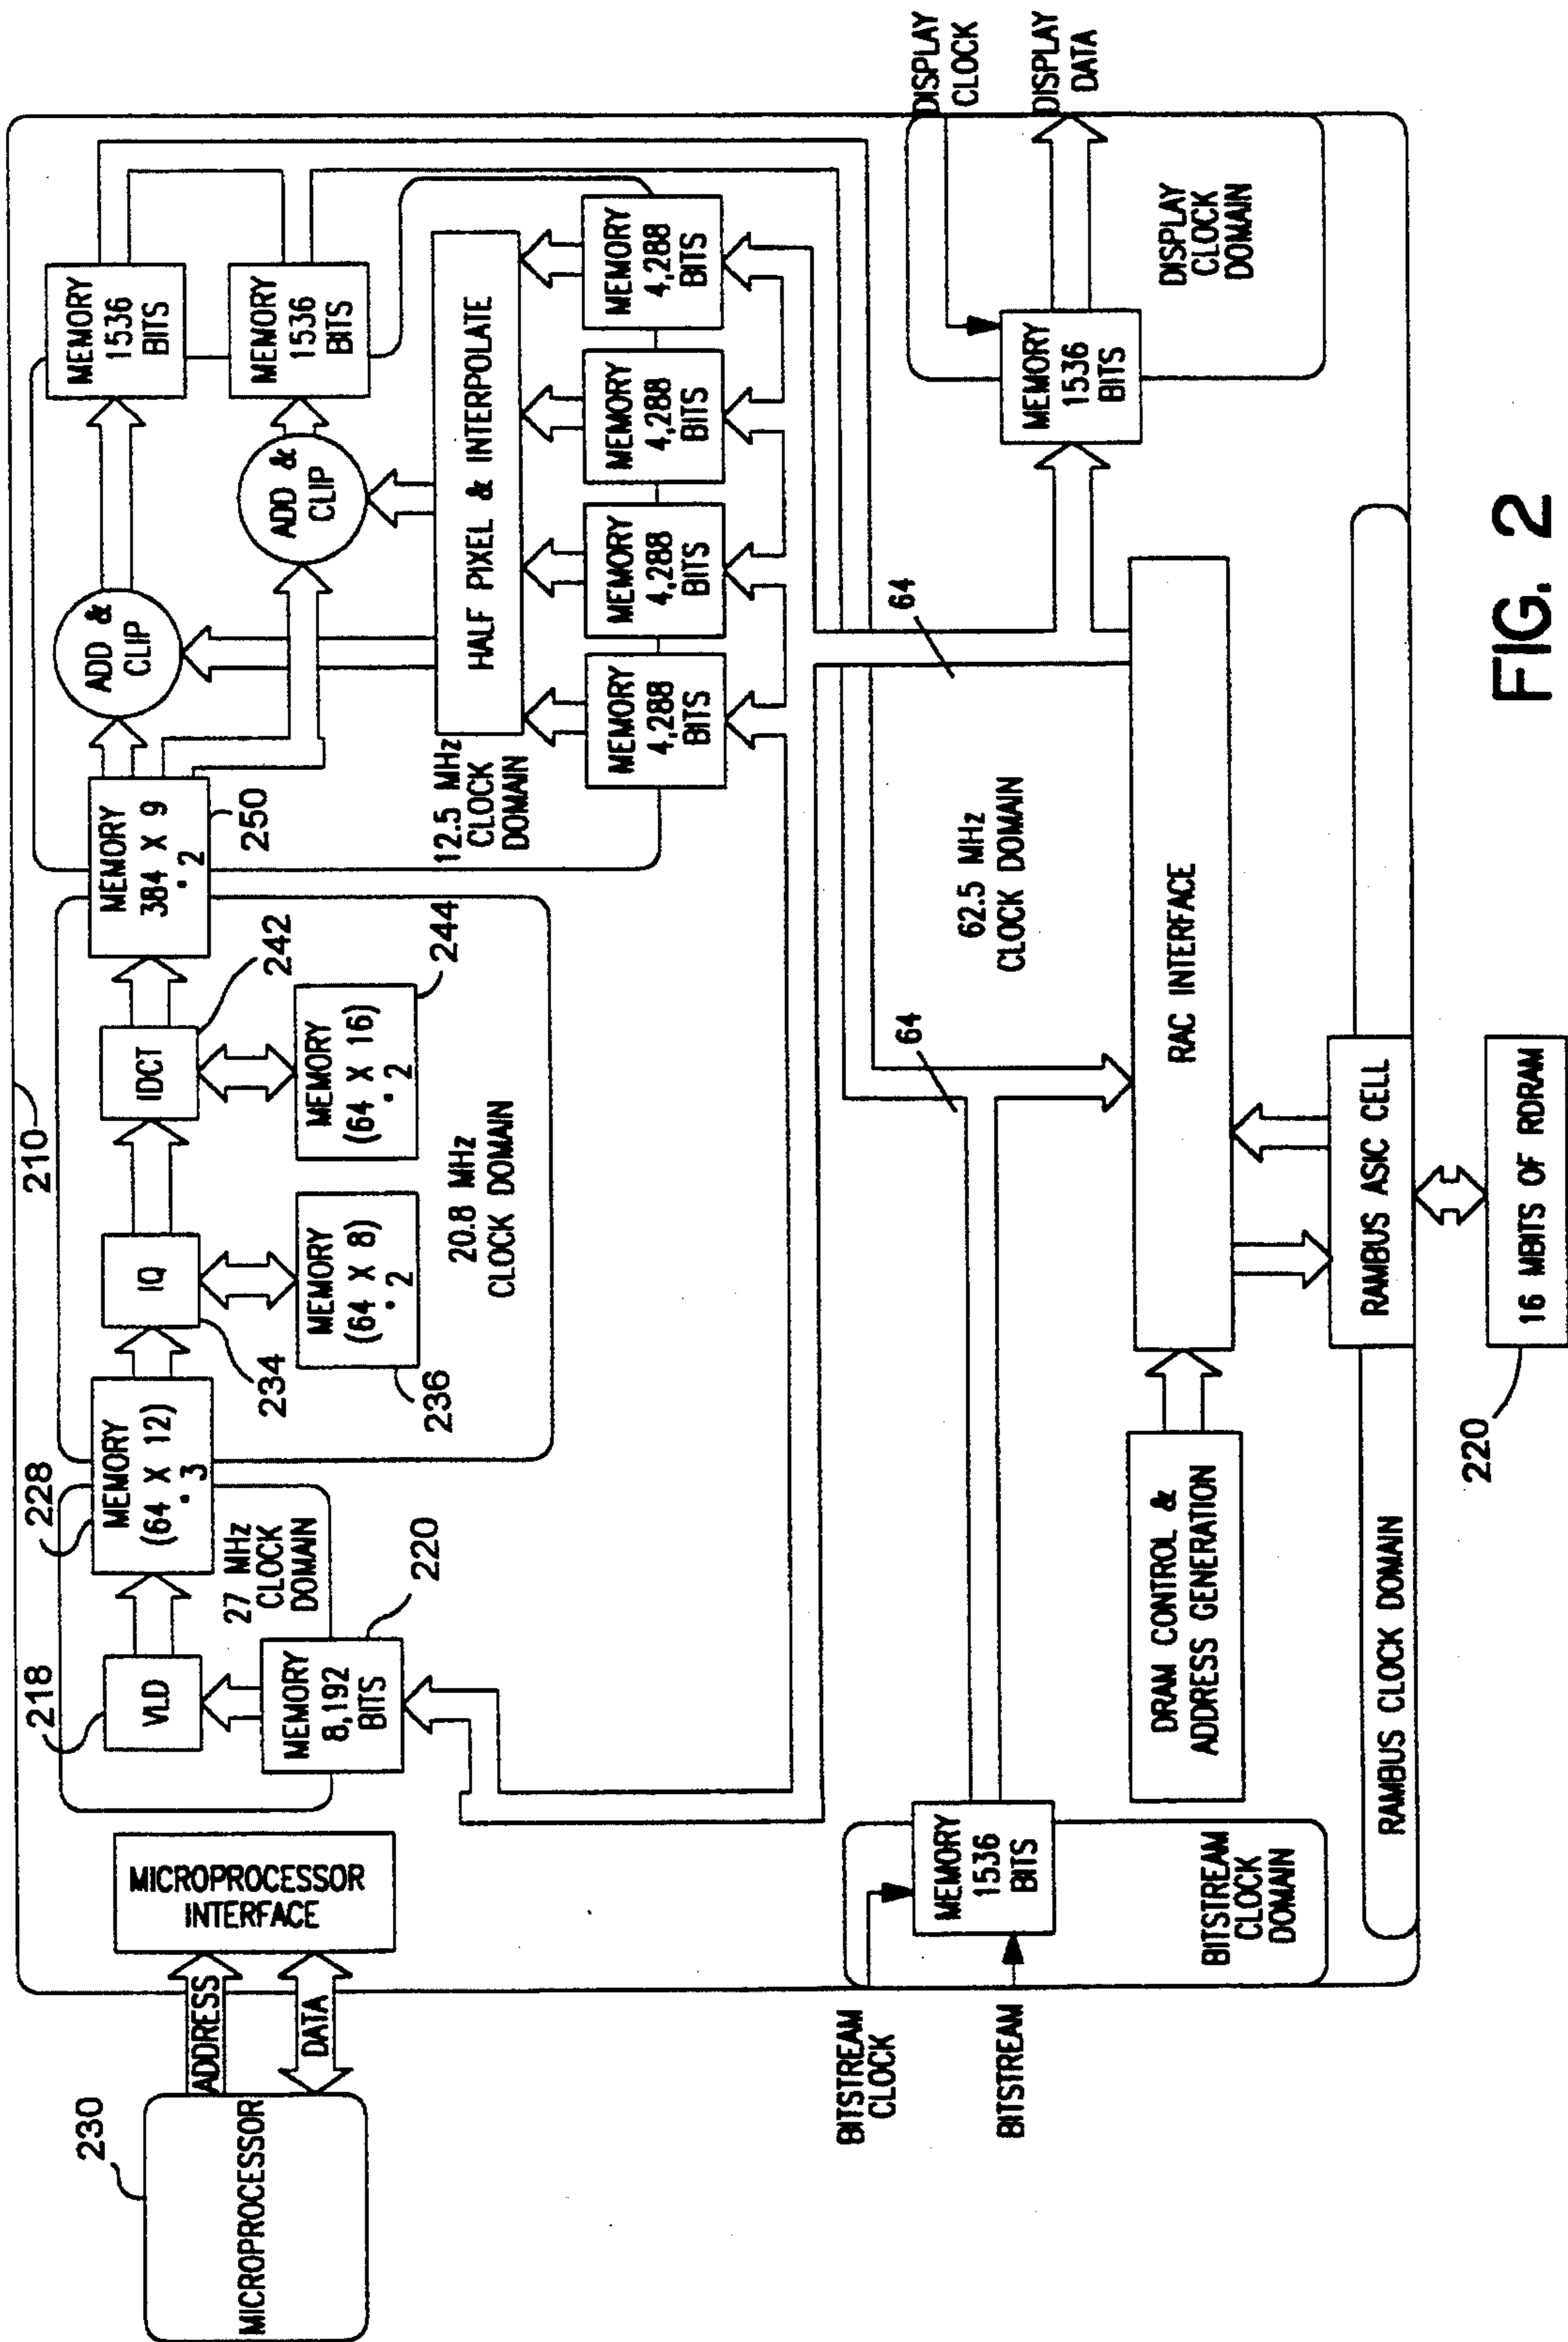 210
230
MICROPROCESSOR
ADDRESS
DATA
MICROPROCESSOR
INTERFACE
218
VLD
MEMORY
8,192
BITS
220
27 MHz
CLOCK
DOMAIN
228
MEMORY
(64 X 12)
· 3
234
IQ
MEMORY
(64 X 8)
· 2
236
IDCT
242
MEMORY
(64 X 16)
· 2
244
20.8 MHz
CLOCK DOMAIN
MEMORY
384 X 9
· 2
250
ADD &
CLIP
ADD &
CLIP
MEMORY
1536
BITS
MEMORY
1536
BITS
HALF PIXEL & INTERPOLATE
12.5 MHz
CLOCK
DOMAIN
MEMORY
4,288
BITS
MEMORY
4,288
BITS
MEMORY
4,288
BITS
MEMORY
4,288
BITS
BITSTREAM
CLOCK
BITSTREAM
MEMORY
1536
BITS
BITSTREAM
CLOCK
DOMAIN
64
64
62.5 MHz
CLOCK DOMAIN
DISPLAY
CLOCK
DISPLAY
DATA
MEMORY
1536
BITS
DISPLAY
CLOCK
DOMAIN
DRAM CONTROL &
ADDRESS GENERATION
RAC INTERFACE
RAMBUS CLOCK DOMAIN
RAMBUS ASIC CELL
16 MBITS OF RDRAM
220
FIG. 2